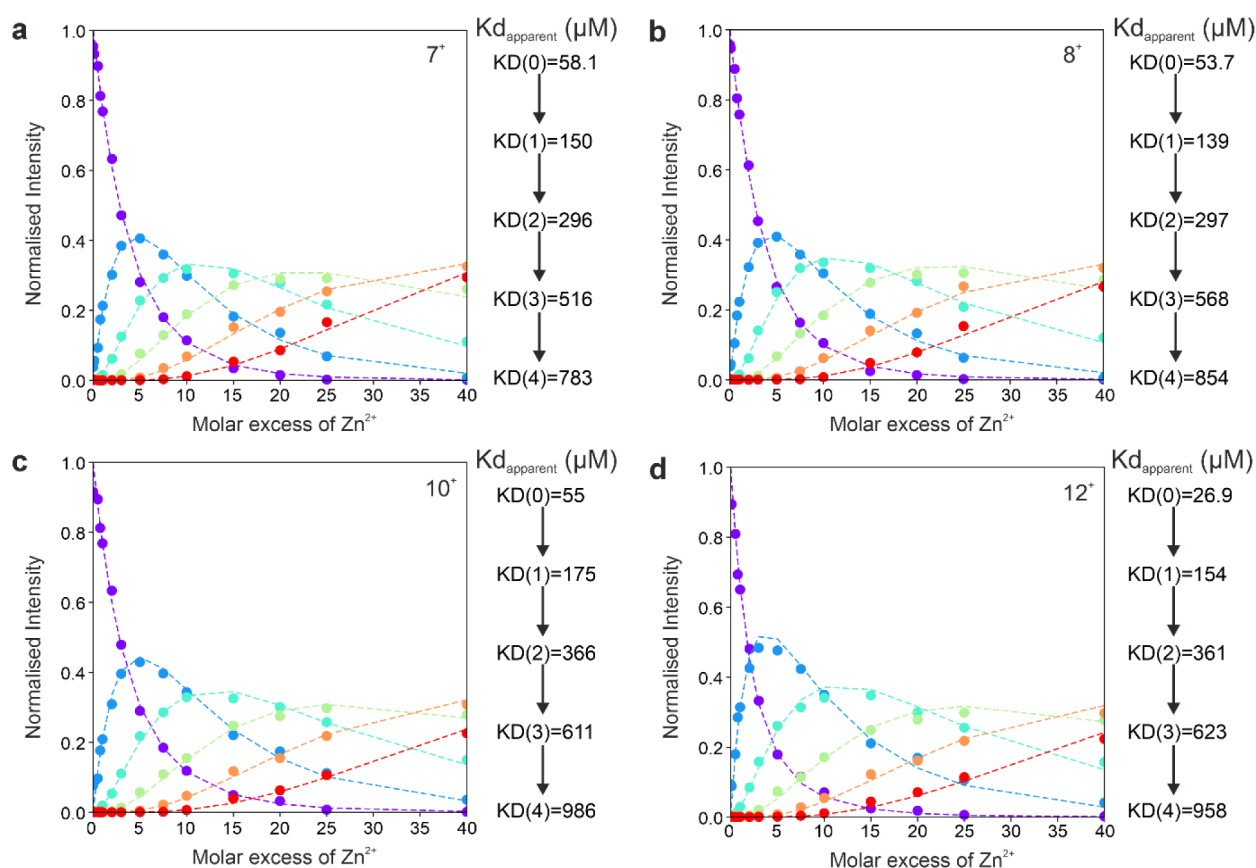 a
7⁺
Kd apparent (µM)
KD(0)=58.1
KD(1)=150
KD(2)=296
KD(3)=516
KD(4)=783
Normalised Intensity
1.0
0.8
0.6
0.4
0.2
0.0
0 5 10 15 20 25 30 35 40
Molar excess of Zn²⁺
b
8⁺
Kd apparent (µM)
KD(0)=53.7
KD(1)=139
KD(2)=297
KD(3)=568
KD(4)=854
Normalised Intensity
1.0
0.8
0.6
0.4
0.2
0.0
0 5 10 15 20 25 30 35 40
Molar excess of Zn²⁺
c
10⁺
Kd apparent (µM)
KD(0)=55
KD(1)=175
KD(2)=366
KD(3)=611
KD(4)=986
Normalised Intensity
1.0
0.8
0.6
0.4
0.2
0.0
0 5 10 15 20 25 30 35 40
Molar excess of Zn²⁺
d
12⁺
Kd apparent (µM)
KD(0)=26.9
KD(1)=154
KD(2)=361
KD(3)=623
KD(4)=958
Normalised Intensity
1.0
0.8
0.6
0.4
0.2
0.0
0 5 10 15 20 25 30 35 40
Molar excess of Zn²⁺